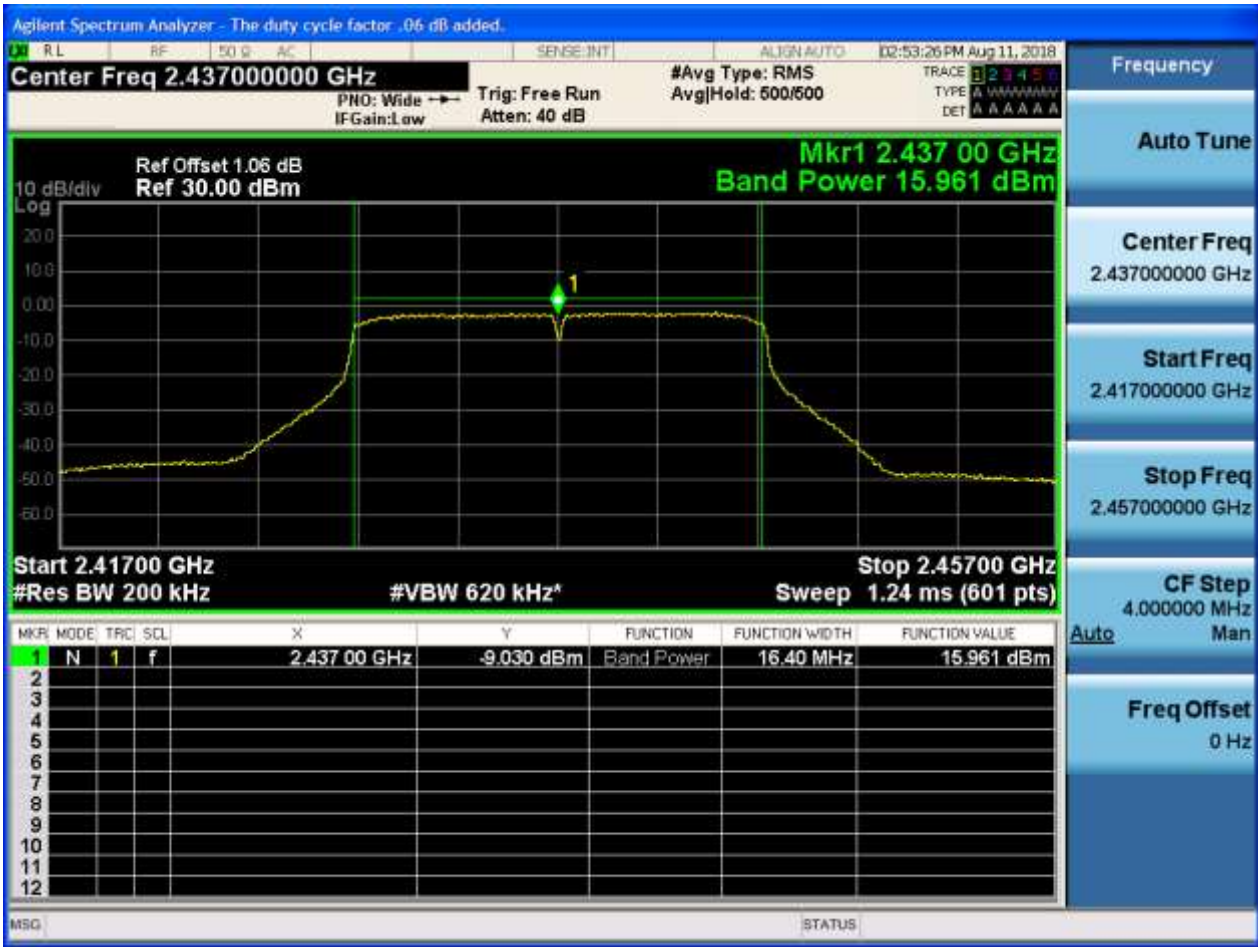 Agilent Spectrum Analyzer - The duty cycle factor .06 dB added.
RL RF 50 Ω AC SENSE:INT ALIGN AUTO 02:53:26 PM Aug 11, 2018
Center Freq 2.437000000 GHz
PNO: Wide
IFGain:Low
Trig: Free Run
Atten: 40 dB
#Avg Type: RMS
Avg|Hold: 500/500
TRACE 1 2 3 4 5 6
TYPE A WWWWW
DET A A A A A A
Mkr1 2.437 00 GHz
Band Power 15.961 dBm
Ref Offset 1.06 dB
10 dB/div Ref 30.00 dBm
Log
20.0
10.0
0.00
-10.0
-20.0
-30.0
-40.0
-50.0
-60.0
1
Start 2.41700 GHz Stop 2.45700 GHz
#Res BW 200 kHz #VBW 620 kHz* Sweep 1.24 ms (601 pts)
MKR MODE TRC SCL X Y FUNCTION FUNCTION WIDTH FUNCTION VALUE
1 N 1 f 2.437 00 GHz -9.030 dBm Band Power 16.40 MHz 15.961 dBm
2
3
4
5
6
7
8
9
10
11
12
MSG STATUS
Frequency
Auto Tune
Center Freq
2.437000000 GHz
Start Freq
2.417000000 GHz
Stop Freq
2.457000000 GHz
CF Step
4.000000 MHz
Auto Man
Freq Offset
0 Hz